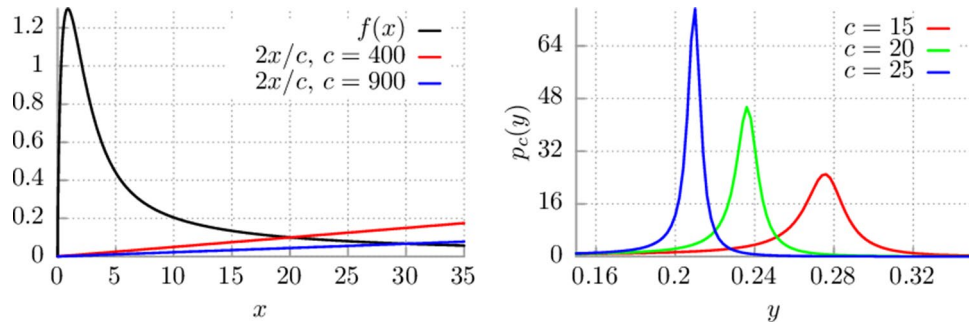 1.2
1
0.8
0.6
0.4
0.2
0
0 5 10 15 20 25 30 35
x
f(x)
2x/c, c = 400
2x/c, c = 900
64
48
32
16
0
0.16 0.2 0.24 0.28 0.32
y
p_c(y)
c = 15
c = 20
c = 25